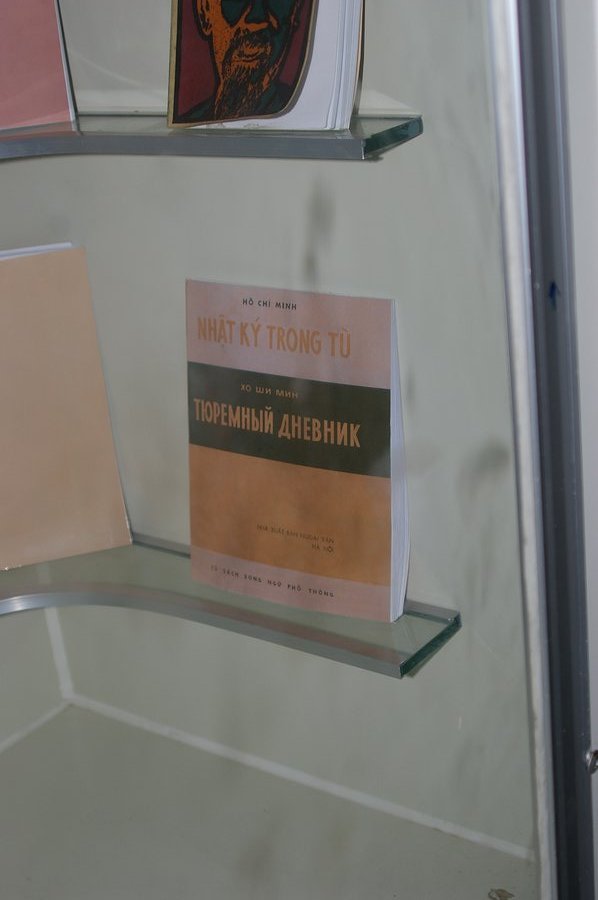 HỒ CHÍ MINH
NHẬT KÝ TRONG TÙ
ХО ШИ МИН
ТЮРЕМНЫЙ ДНЕВНИК
NHÀ XUẤT BẢN NGOẠI VĂN
HÀ NỘI
TỦ SÁCH SONG NGỮ PHỔ THÔNG